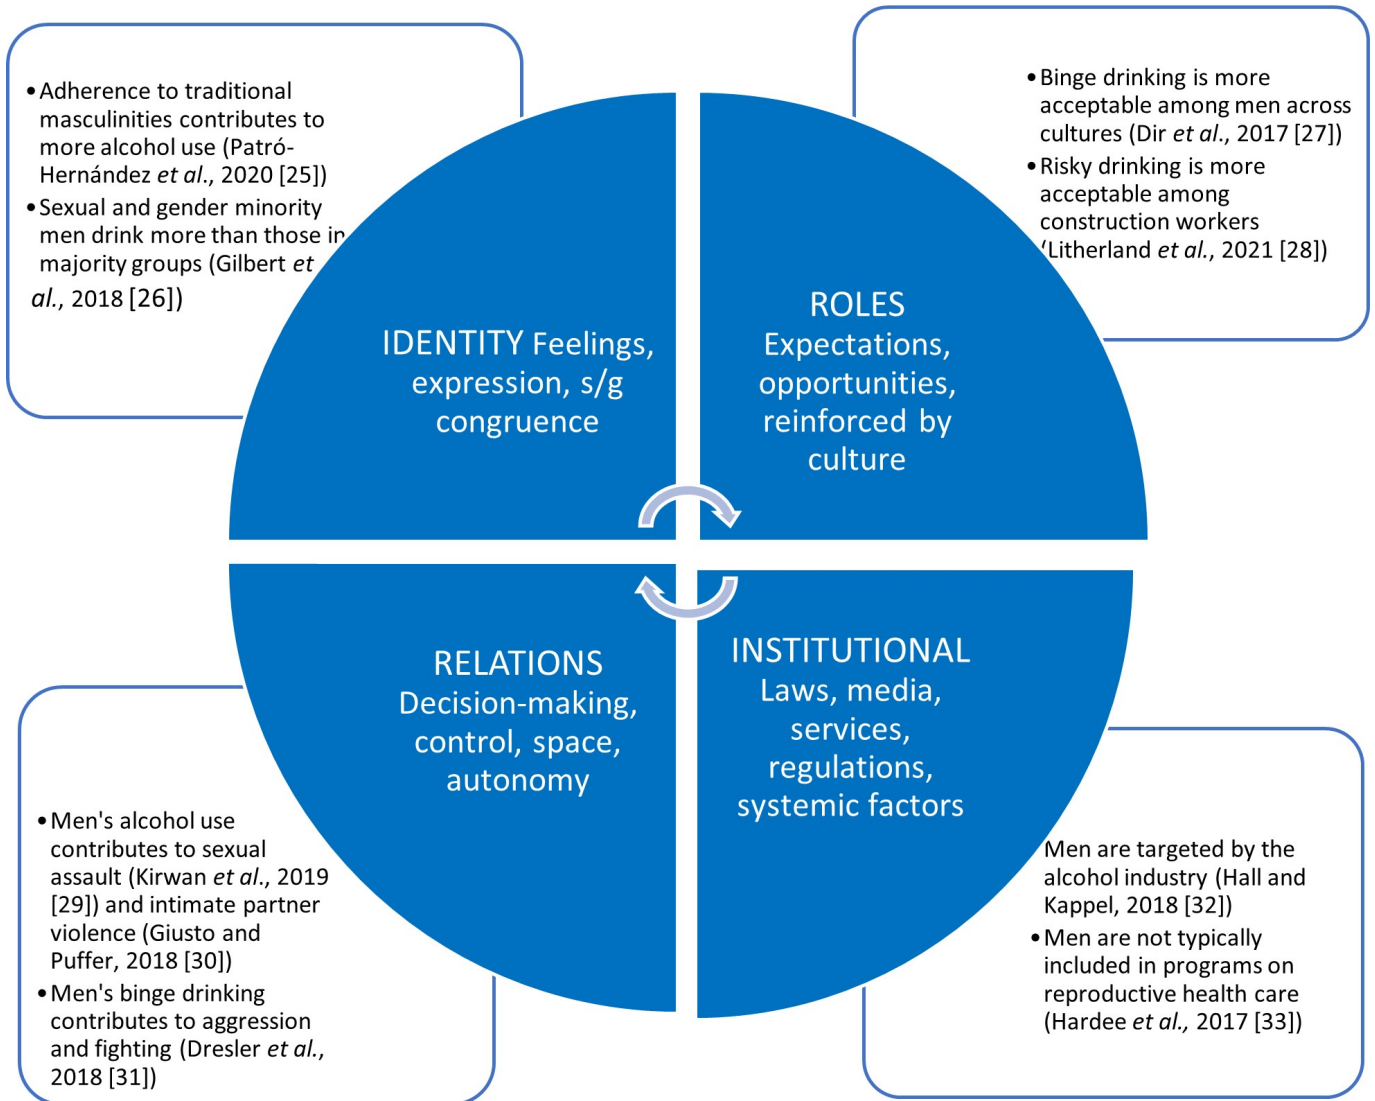 •Adherence to traditional
masculinities contributes to
more alcohol use (Patró-
Hernández et al., 2020 [25])
•Sexual and gender minority
men drink more than those in
majority groups (Gilbert et
al., 2018 [26])
•Binge drinking is more
acceptable among men across
cultures (Dir et al., 2017 [27])
•Risky drinking is more
acceptable among
construction workers
(Litherland et al., 2021 [28])
IDENTITY Feelings,
expression, s/g
congruence
ROLES
Expectations,
opportunities,
reinforced by
culture
RELATIONS
Decision-making,
control, space,
autonomy
INSTITUTIONAL
Laws, media,
services,
regulations,
systemic factors
•Men's alcohol use
contributes to sexual
assault (Kirwan et al., 2019
[29]) and intimate partner
violence (Giusto and
Puffer, 2018 [30])
•Men's binge drinking
contributes to aggression
and fighting (Dresler et al.,
2018 [31])
Men are targeted by the
alcohol industry (Hall and
Kappel, 2018 [32])
•Men are not typically
included in programs on
reproductive health care
(Hardee et al., 2017 [33])